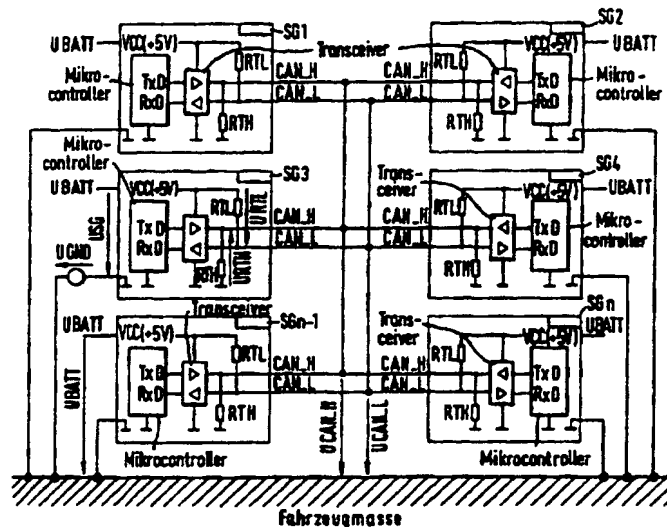 SG1
SG2
UBATT
VCC(+5V)
Transceiver
VCC(+5V)
UBATT
Mikro-
controller
TxD
RxD
RTL
RTH
CAN_H
CAN_L
CAN_H
CAN_L
RTL
RTH
TxD
RxD
Mikro-
controller
Mikro-
controller
SG3
SG4
UBATT
VCC(+5V)
Trans-
ceiver
VCC(+5V)
UBATT
USG
UGND
TxD
RxD
RTL
RTH
URTL
URTH
CAN_H
CAN_L
CAN_H
CAN_L
RTL
RTH
TxD
RxD
Mikro-
controller
Transceiver
SGn-1
SGn
UBATT
VCC(+5V)
Trans-
ceiver
VCC(+5V)
UBATT
UBATT
TxD
RxD
RTL
RTH
CAN_H
CAN_L
CAN_H
CAN_L
RTL
RTH
TxD
RxD
Mikrocontroller
UCAN_H
UCAN_L
Mikrocontroller
Fahrzeugmasse